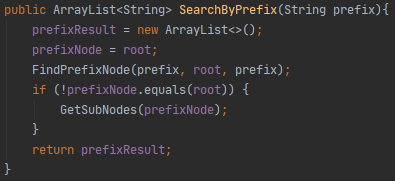 public ArrayList<String> SearchByPrefix(String prefix){
    prefixResult = new ArrayList<>();
    prefixNode = root;
    FindPrefixNode(prefix, root, prefix);
    if (!prefixNode.equals(root)) {
        GetSubNodes(prefixNode);
    }
    return prefixResult;
}